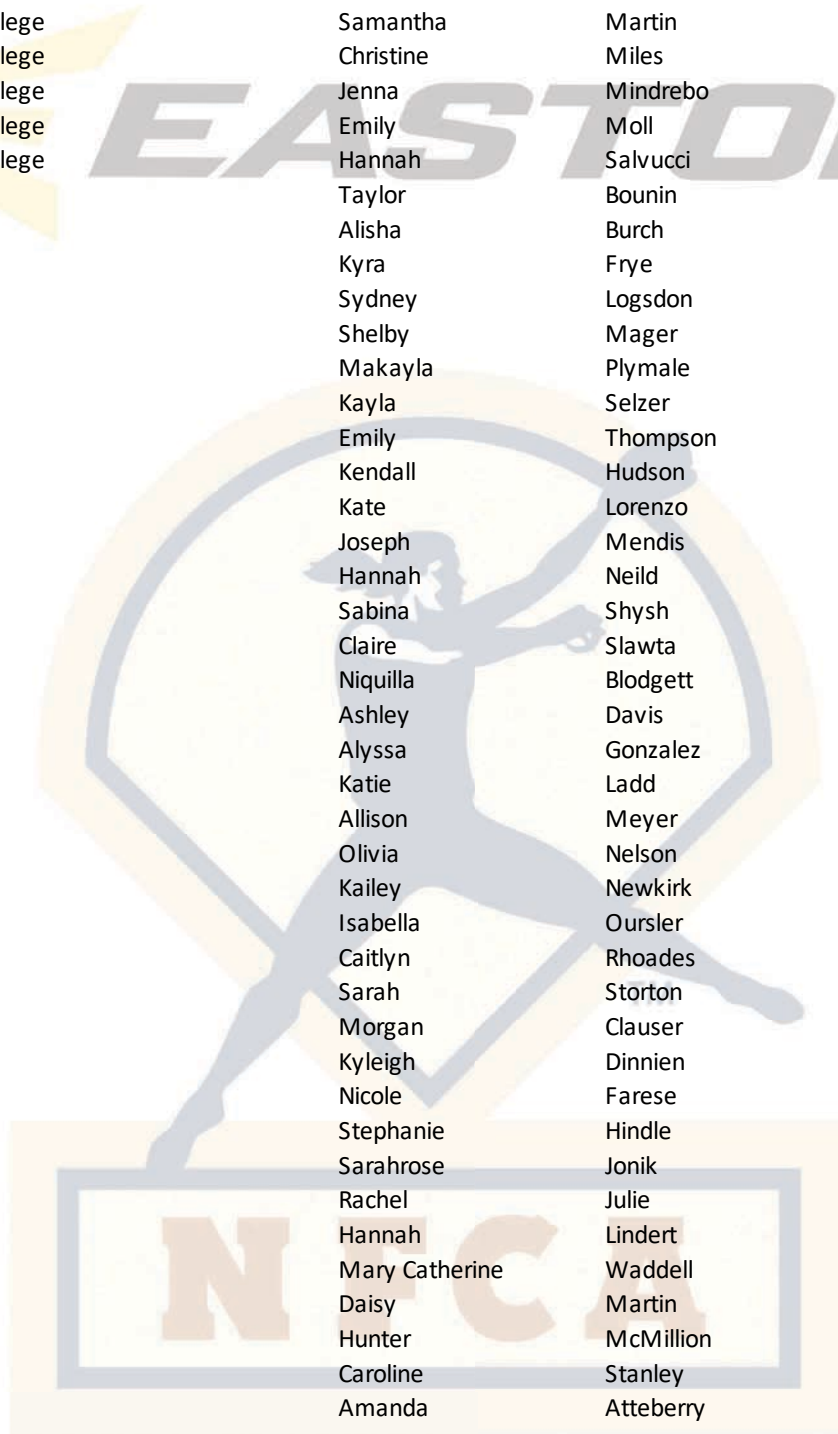 lege Samantha Martin
lege Christine Miles
lege Jenna Mindrebo
lege Emily Moll
lege Hannah Salvucci
EASTO
Taylor Bounin
Alisha Burch
Kyra Frye
Sydney Logsdon
Shelby Mager
Makayla Plymale
Kayla Selzer
Emily Thompson
Kendall Hudson
Kate Lorenzo
Joseph Mendis
Hannah Neild
Sabina Shysh
Claire Slawta
Niquilla Blodgett
Ashley Davis
Alyssa Gonzalez
Katie Ladd
Allison Meyer
Olivia Nelson
Kailey Newkirk
Isabella Oursler
Caitlyn Rhoades
Sarah Storton
Morgan Clauser
Kyleigh Dinnien
Nicole Farese
Stephanie Hindle
Sarahrose Jonik
Rachel Julie
Hannah Lindert
Mary Catherine Waddell
Daisy Martin
Hunter McMillion
Caroline Stanley
Amanda Atteberry
NFCA